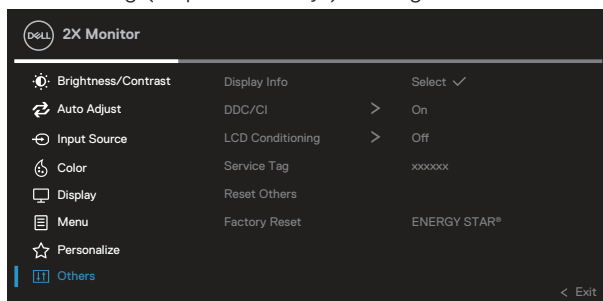 DELL 2X Monitor
Brightness/Contrast Display Info Select ✓
Auto Adjust DDC/CI > On
Input Source LCD Conditioning > Off
Color Service Tag xxxxxx
Display Reset Others
Menu Factory Reset ENERGY STAR®
Personalize
Others
< Exit